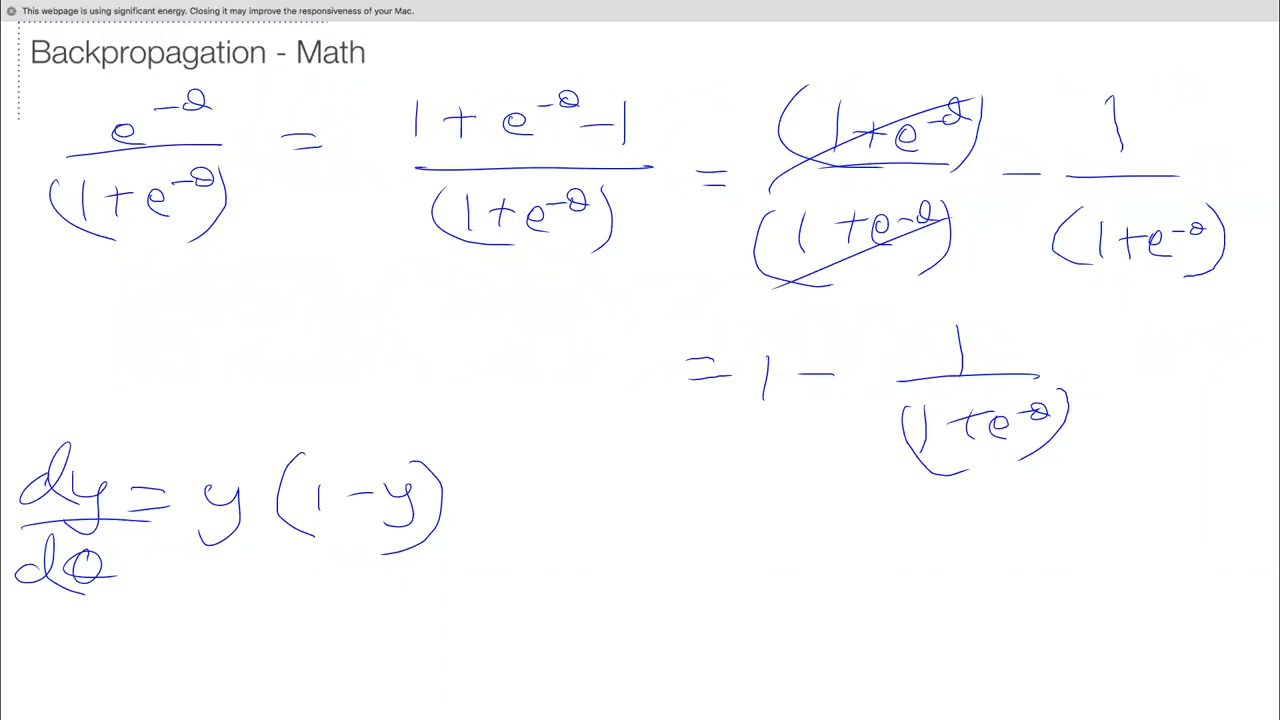 This webpage is using significant energy. Closing it may improve the responsiveness of your Mac.
Backpropagation - Math
e^{-θ} / (1+e^{-θ}) = 1+e^{-θ}-1 / (1+e^{-θ}) = (1+e^{-θ}) / (1+e^{-θ}) - 1 / (1+e^{-θ})
= 1 - 1 / (1+e^{-θ})
dy/dθ = y (1-y)